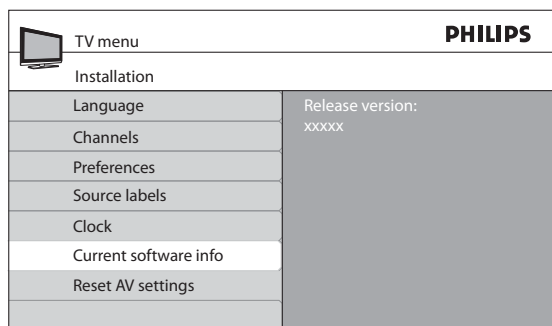 TV menu
PHILIPS
Installation
Language
Release version:
xxxxx
Channels
Preferences
Source labels
Clock
Current software info
Reset AV settings